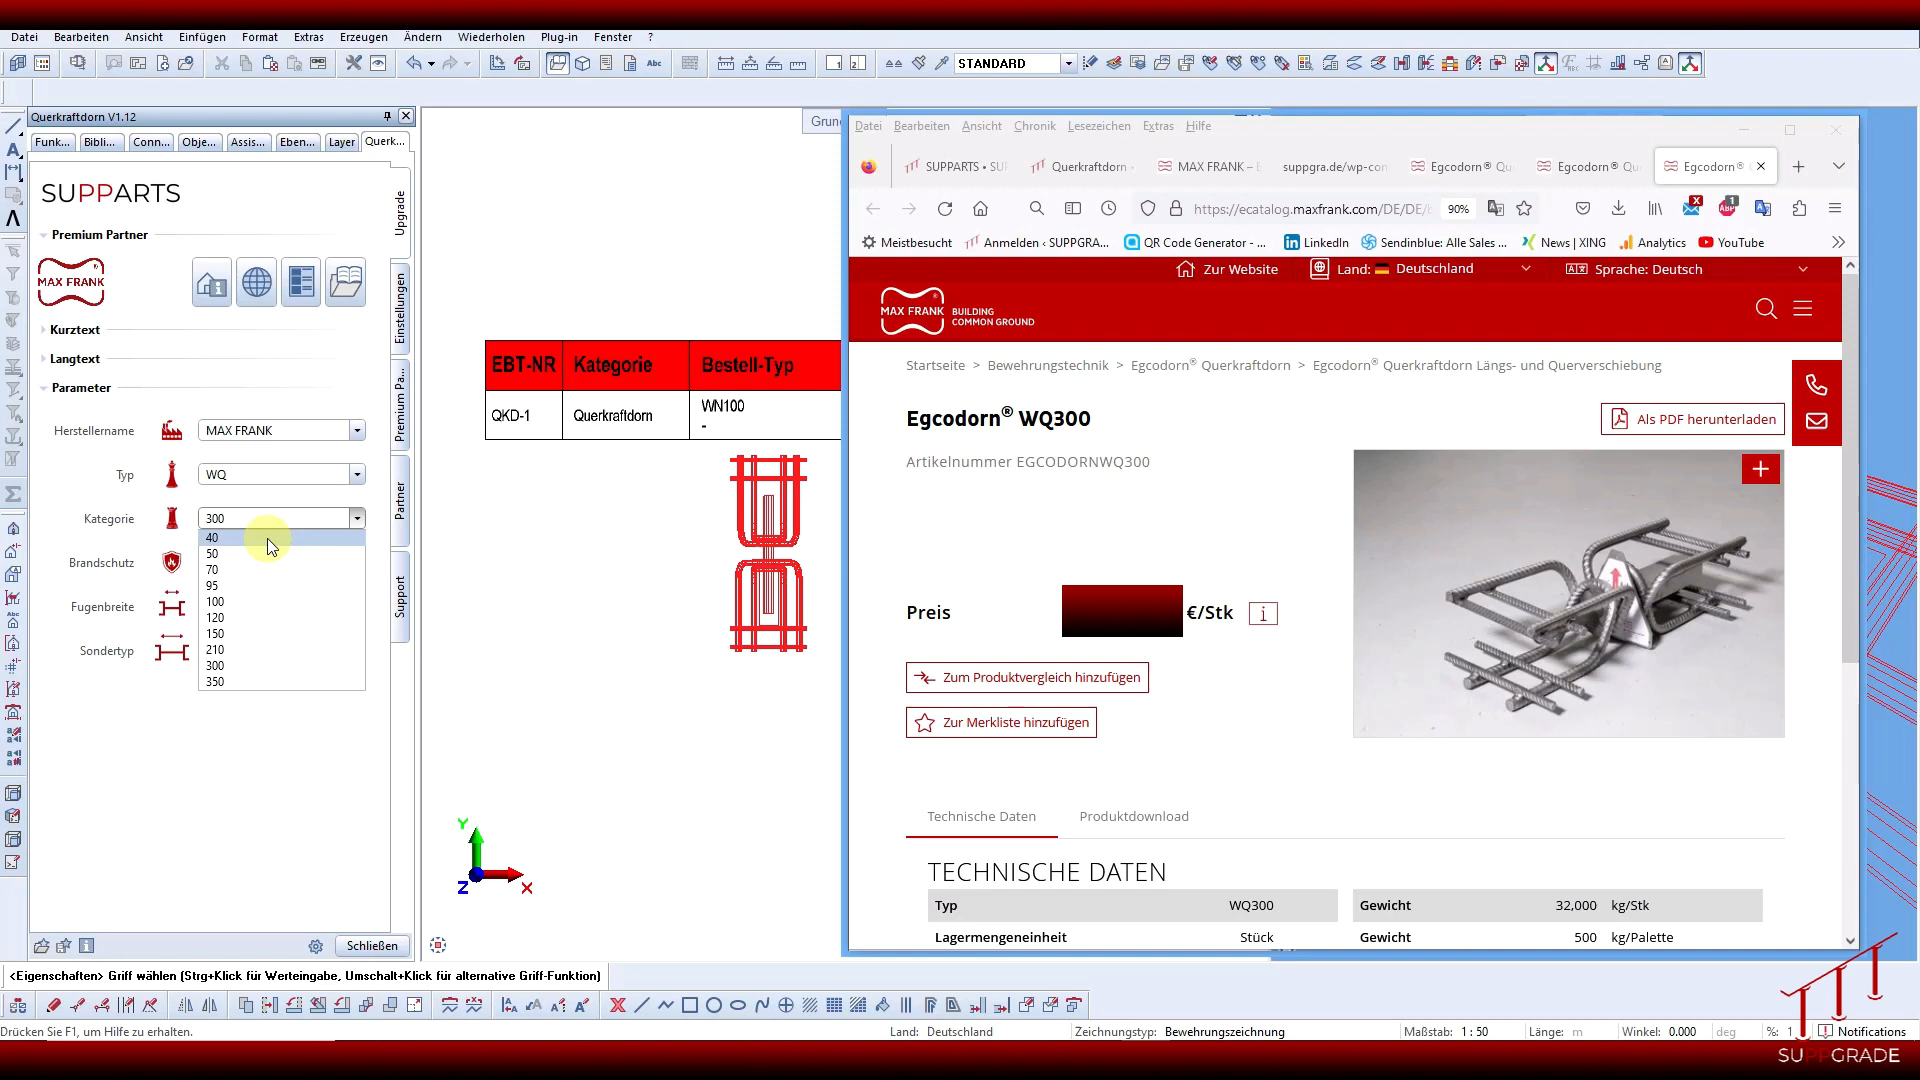 Datei Bearbeiten Ansicht Einfügen Format Extras Erzeugen Ändern Wiederholen Plug-in Fenster ?
STANDARD
Querkraftdorn V1.12
Funk... Bibli... Conn... Obje... Assis... Eben... Layer Querk...
SUPPARTS
Premium Partner
MAX FRANK
Kurztext
Langtext
Parameter
Herstellername MAX FRANK
Typ WQ
Kategorie 300
Brandschutz
Fugenbreite
Sondertyp
40
50
70
95
100
120
150
210
300
350
Upgrade
Einstellungen
Premium Pa...
Partner
Support
Schließen
Grun
EBT-NR Kategorie Bestell-Typ
QKD-1 Querkraftdorn WN100
-
Y
Z X
Datei Bearbeiten Ansicht Chronik Lesezeichen Extras Hilfe
SUPPARTS • SU Querkraftdorn MAX FRANK – suppgra.de/wp-con Egcodorn® Qu Egcodorn® Qu Egcodorn®
https://ecatalog.maxfrank.com/DE/DE/ 90%
Meistbesucht Anmelden ‹ SUPPGRA... QR Code Generator - ... LinkedIn Sendinblue: Alle Sales ... News | XING Analytics YouTube
Zur Website Land: Deutschland Sprache: Deutsch
MAX FRANK BUILDING COMMON GROUND
Startseite > Bewehrungstechnik > Egcodorn® Querkraftdorn > Egcodorn® Querkraftdorn Längs- und Querverschiebung
Egcodorn® WQ300
Als PDF herunterladen
Artikelnummer EGCODORNWQ300
Preis €/Stk i
Zum Produktvergleich hinzufügen
Zur Merkliste hinzufügen
Technische Daten Produktdownload
TECHNISCHE DATEN
Typ WQ300 Gewicht 32,000 kg/Stk
Lagermengeneinheit Stück Gewicht 500 kg/Palette
<Eigenschaften> Griff wählen (Strg+Klick für Werteingabe, Umschalt+Klick für alternative Griff-Funktion)
Drücken Sie F1, um Hilfe zu erhalten. Land: Deutschland Zeichnungstyp: Bewehrungszeichnung Maßstab: 1 : 50 Länge: m Winkel: 0.000 deg %: 1 Notifications
SUPPGRADE